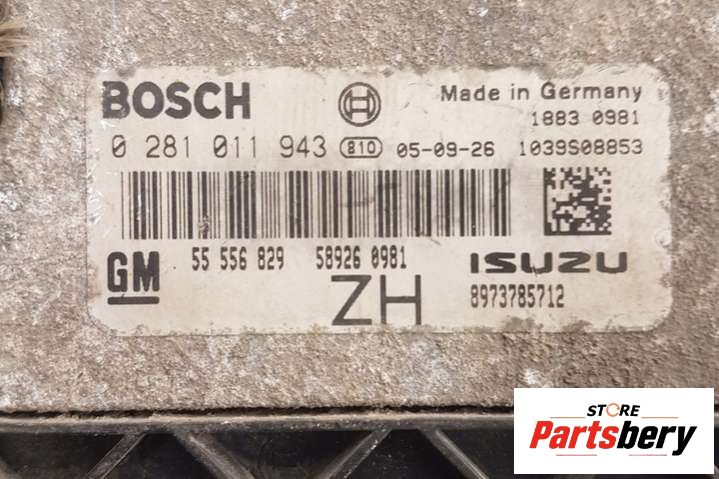 BOSCH
Made in Germany
1883 0981
0 281 011 943 810 05-09-26 1039S08853
GM 55 556 829 58926 0981 ISUZU
ZH 8973785712
STORE
Partsbery